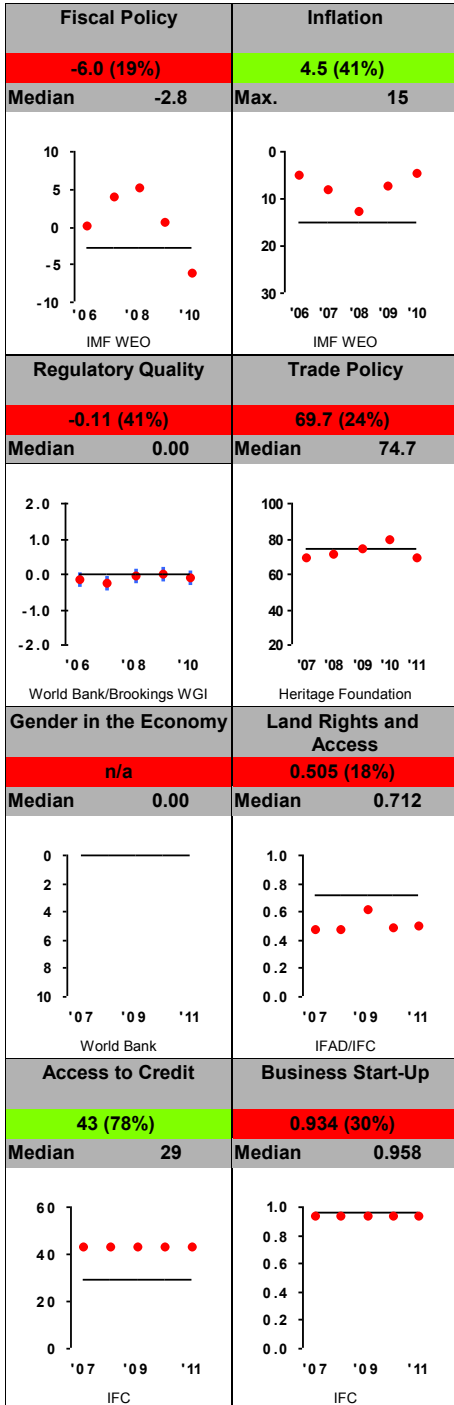 Fiscal Policy
-6.0 (19%)
Median -2.8
10
5
0
-5
-10
'06 '08 '10
IMF WEO
Inflation
4.5 (41%)
Max. 15
0
10
20
30
'06 '07 '08 '09 '10
IMF WEO
Regulatory Quality
-0.11 (41%)
Median 0.00
2.0
1.0
0.0
-1.0
-2.0
'06 '08 '10
World Bank/Brookings WGI
Trade Policy
69.7 (24%)
Median 74.7
100
80
60
40
20
'07 '08 '09 '10 '11
Heritage Foundation
Gender in the Economy
n/a
Median 0.00
0
2
4
6
8
10
'07 '09 '11
World Bank
Land Rights and
Access
0.505 (18%)
Median 0.712
1.0
0.8
0.6
0.4
0.2
0.0
'07 '09 '11
IFAD/IFC
Access to Credit
43 (78%)
Median 29
60
40
20
0
'07 '09 '11
IFC
Business Start-Up
0.934 (30%)
Median 0.958
1.0
0.8
0.6
0.4
0.2
0.0
'07 '09 '11
IFC